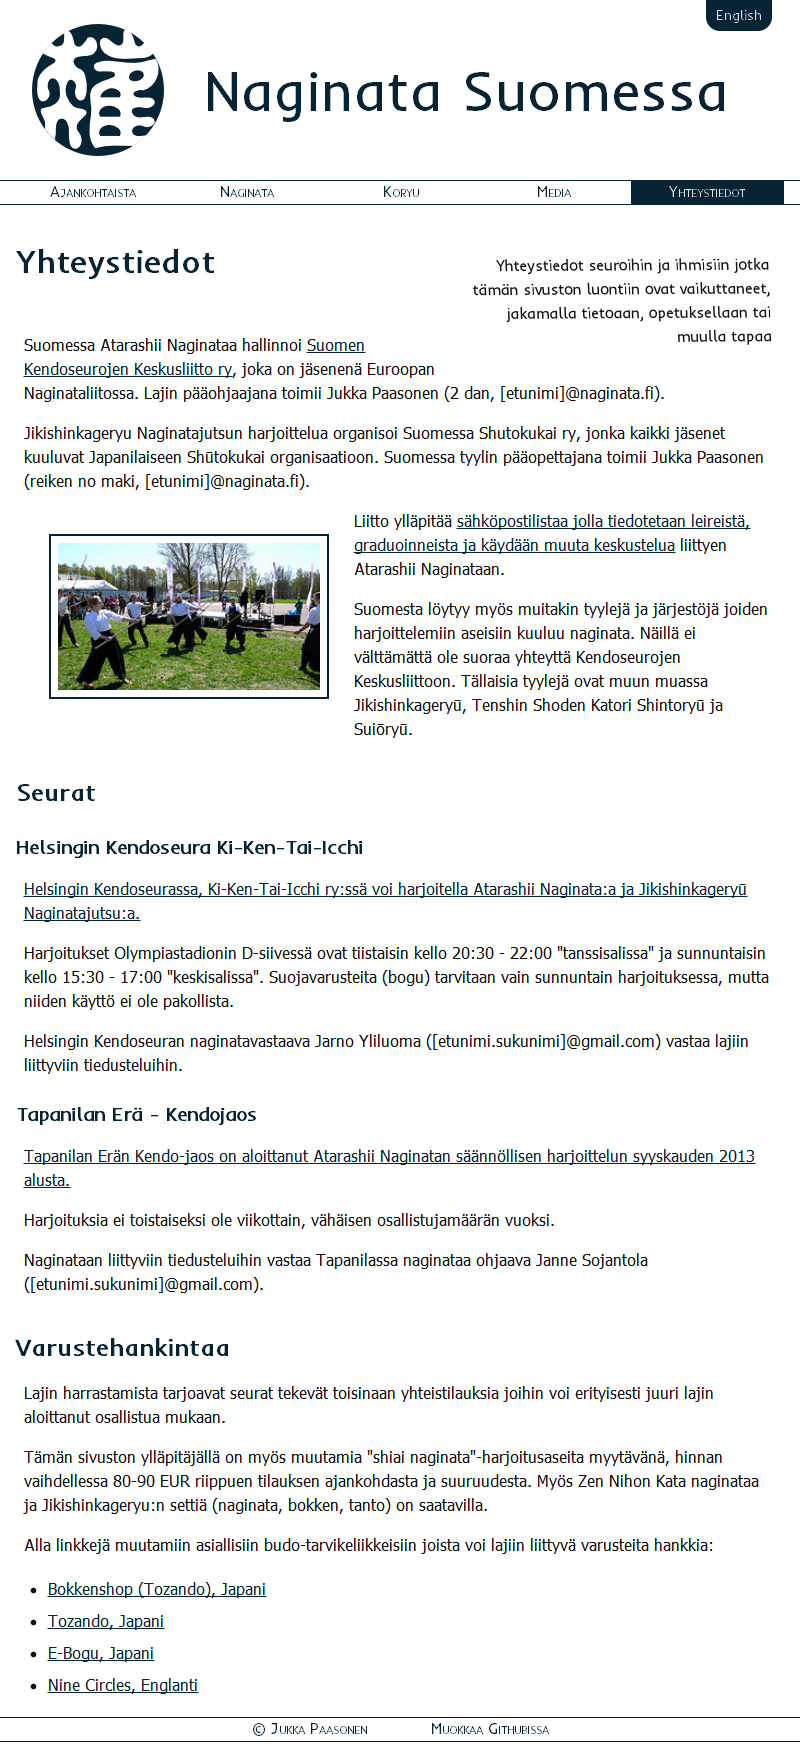 English
Naginata Suomessa
Ajankohtaista Naginata Koryu Media Yhteystiedot
Yhteystiedot
Yhteystiedot seuroihin ja ihmisiin jotka
tämän sivuston luontiin ovat vaikuttaneet,
jakamalla tietoaan, opetuksellaan tai
muulla tapaa
Suomessa Atarashii Naginataa hallinnoi Suomen
Kendoseurojen Keskusliitto ry, joka on jäsenenä Euroopan
Naginataliitossa. Lajin pääohjaajana toimii Jukka Paasonen (2 dan, [etunimi]@naginata.fi).
Jikishinkageryu Naginatajutsun harjoittelua organisoi Suomessa Shutokukai ry, jonka kaikki jäsenet
kuuluvat Japanilaiseen Shūtokukai organisaatioon. Suomessa tyylin pääopettajana toimii Jukka Paasonen
(reiken no maki, [etunimi]@naginata.fi).
Liitto ylläpitää sähköpostilistaa jolla tiedotetaan leireistä,
graduoinneista ja käydään muuta keskustelua liittyen
Atarashii Naginataan.
Suomesta löytyy myös muitakin tyylejä ja järjestöjä joiden
harjoittelemiin aseisiin kuuluu naginata. Näillä ei
välttämättä ole suoraa yhteyttä Kendoseurojen
Keskusliittoon. Tällaisia tyylejä ovat muun muassa
Jikishinkageryū, Tenshin Shoden Katori Shintoryū ja
Suiōryū.
Seurat
Helsingin Kendoseura Ki-Ken-Tai-Icchi
Helsingin Kendoseurassa, Ki-Ken-Tai-Icchi ry:ssä voi harjoitella Atarashii Naginata:a ja Jikishinkageryū
Naginatajutsu:a.
Harjoitukset Olympiastadionin D-siivessä ovat tiistaisin kello 20:30 - 22:00 "tanssisalissa" ja sunnuntaisin
kello 15:30 - 17:00 "keskisalissa". Suojavarusteita (bogu) tarvitaan vain sunnuntain harjoituksessa, mutta
niiden käyttö ei ole pakollista.
Helsingin Kendoseuran naginatavastaava Jarno Yliluoma ([etunimi.sukunimi]@gmail.com) vastaa lajiin
liittyviin tiedusteluihin.
Tapanilan Erä - Kendojaos
Tapanilan Erän Kendo-jaos on aloittanut Atarashii Naginatan säännöllisen harjoittelun syyskauden 2013
alusta.
Harjoituksia ei toistaiseksi ole viikottain, vähäisen osallistujamäärän vuoksi.
Naginataan liittyviin tiedusteluihin vastaa Tapanilassa naginataa ohjaava Janne Sojantola
([etunimi.sukunimi]@gmail.com).
Varustehankintaa
Lajin harrastamista tarjoavat seurat tekevät toisinaan yhteistilauksia joihin voi erityisesti juuri lajin
aloittanut osallistua mukaan.
Tämän sivuston ylläpitäjällä on myös muutamia "shiai naginata"-harjoitusaseita myytävänä, hinnan
vaihdellessa 80-90 EUR riippuen tilauksen ajankohdasta ja suuruudesta. Myös Zen Nihon Kata naginataa
ja Jikishinkageryu:n settiä (naginata, bokken, tanto) on saatavilla.
Alla linkkejä muutamiin asiallisiin budo-tarvikeliikkeisiin joista voi lajiin liittyvä varusteita hankkia:
• Bokkenshop (Tozando), Japani
• Tozando, Japani
• E-Bogu, Japani
• Nine Circles, Englanti
© Jukka Paasonen Muokkaa Githubissa